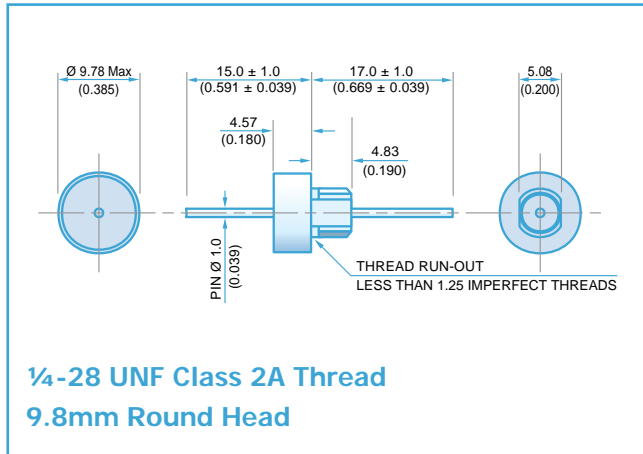 Ø 9.78 Max
(0.385)
15.0 ± 1.0
(0.591 ± 0.039)
17.0 ± 1.0
(0.669 ± 0.039)
5.08
(0.200)
4.57
(0.180)
4.83
(0.190)
PIN Ø 1.0
(0.039)
THREAD RUN-OUT
LESS THAN 1.25 IMPERFECT THREADS
¼-28 UNF Class 2A Thread
9.8mm Round Head